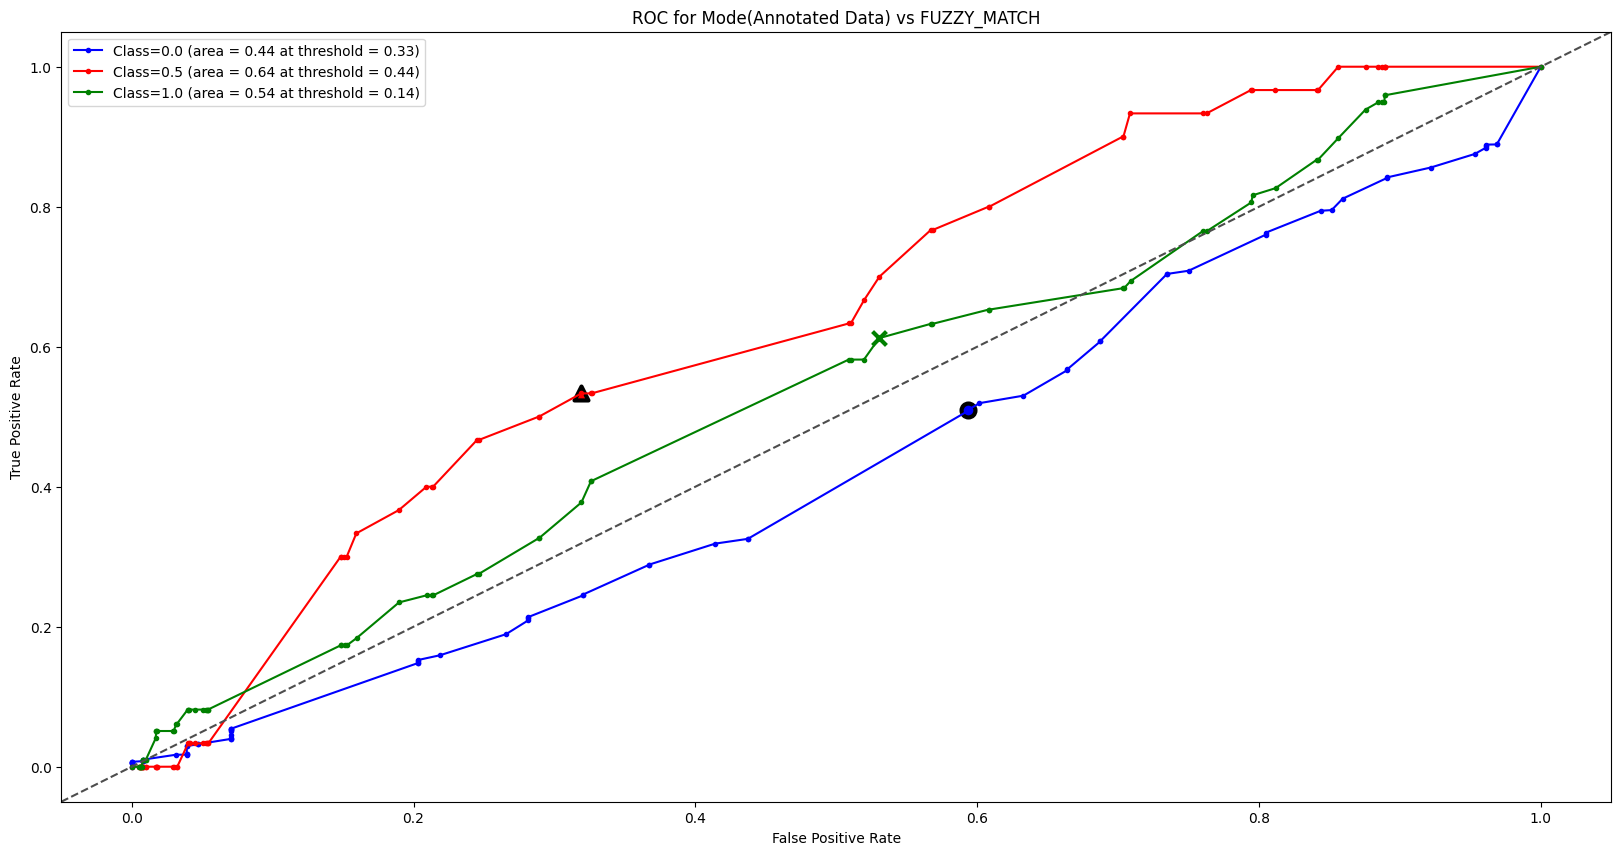 ROC for Mode(Annotated Data) vs FUZZY_MATCH
Class=0.0 (area = 0.44 at threshold = 0.33)
Class=0.5 (area = 0.64 at threshold = 0.44)
Class=1.0 (area = 0.54 at threshold = 0.14)
True Positive Rate
1.0
0.8
0.6
0.4
0.2
0.0
0.0 0.2 0.4 0.6 0.8 1.0
False Positive Rate